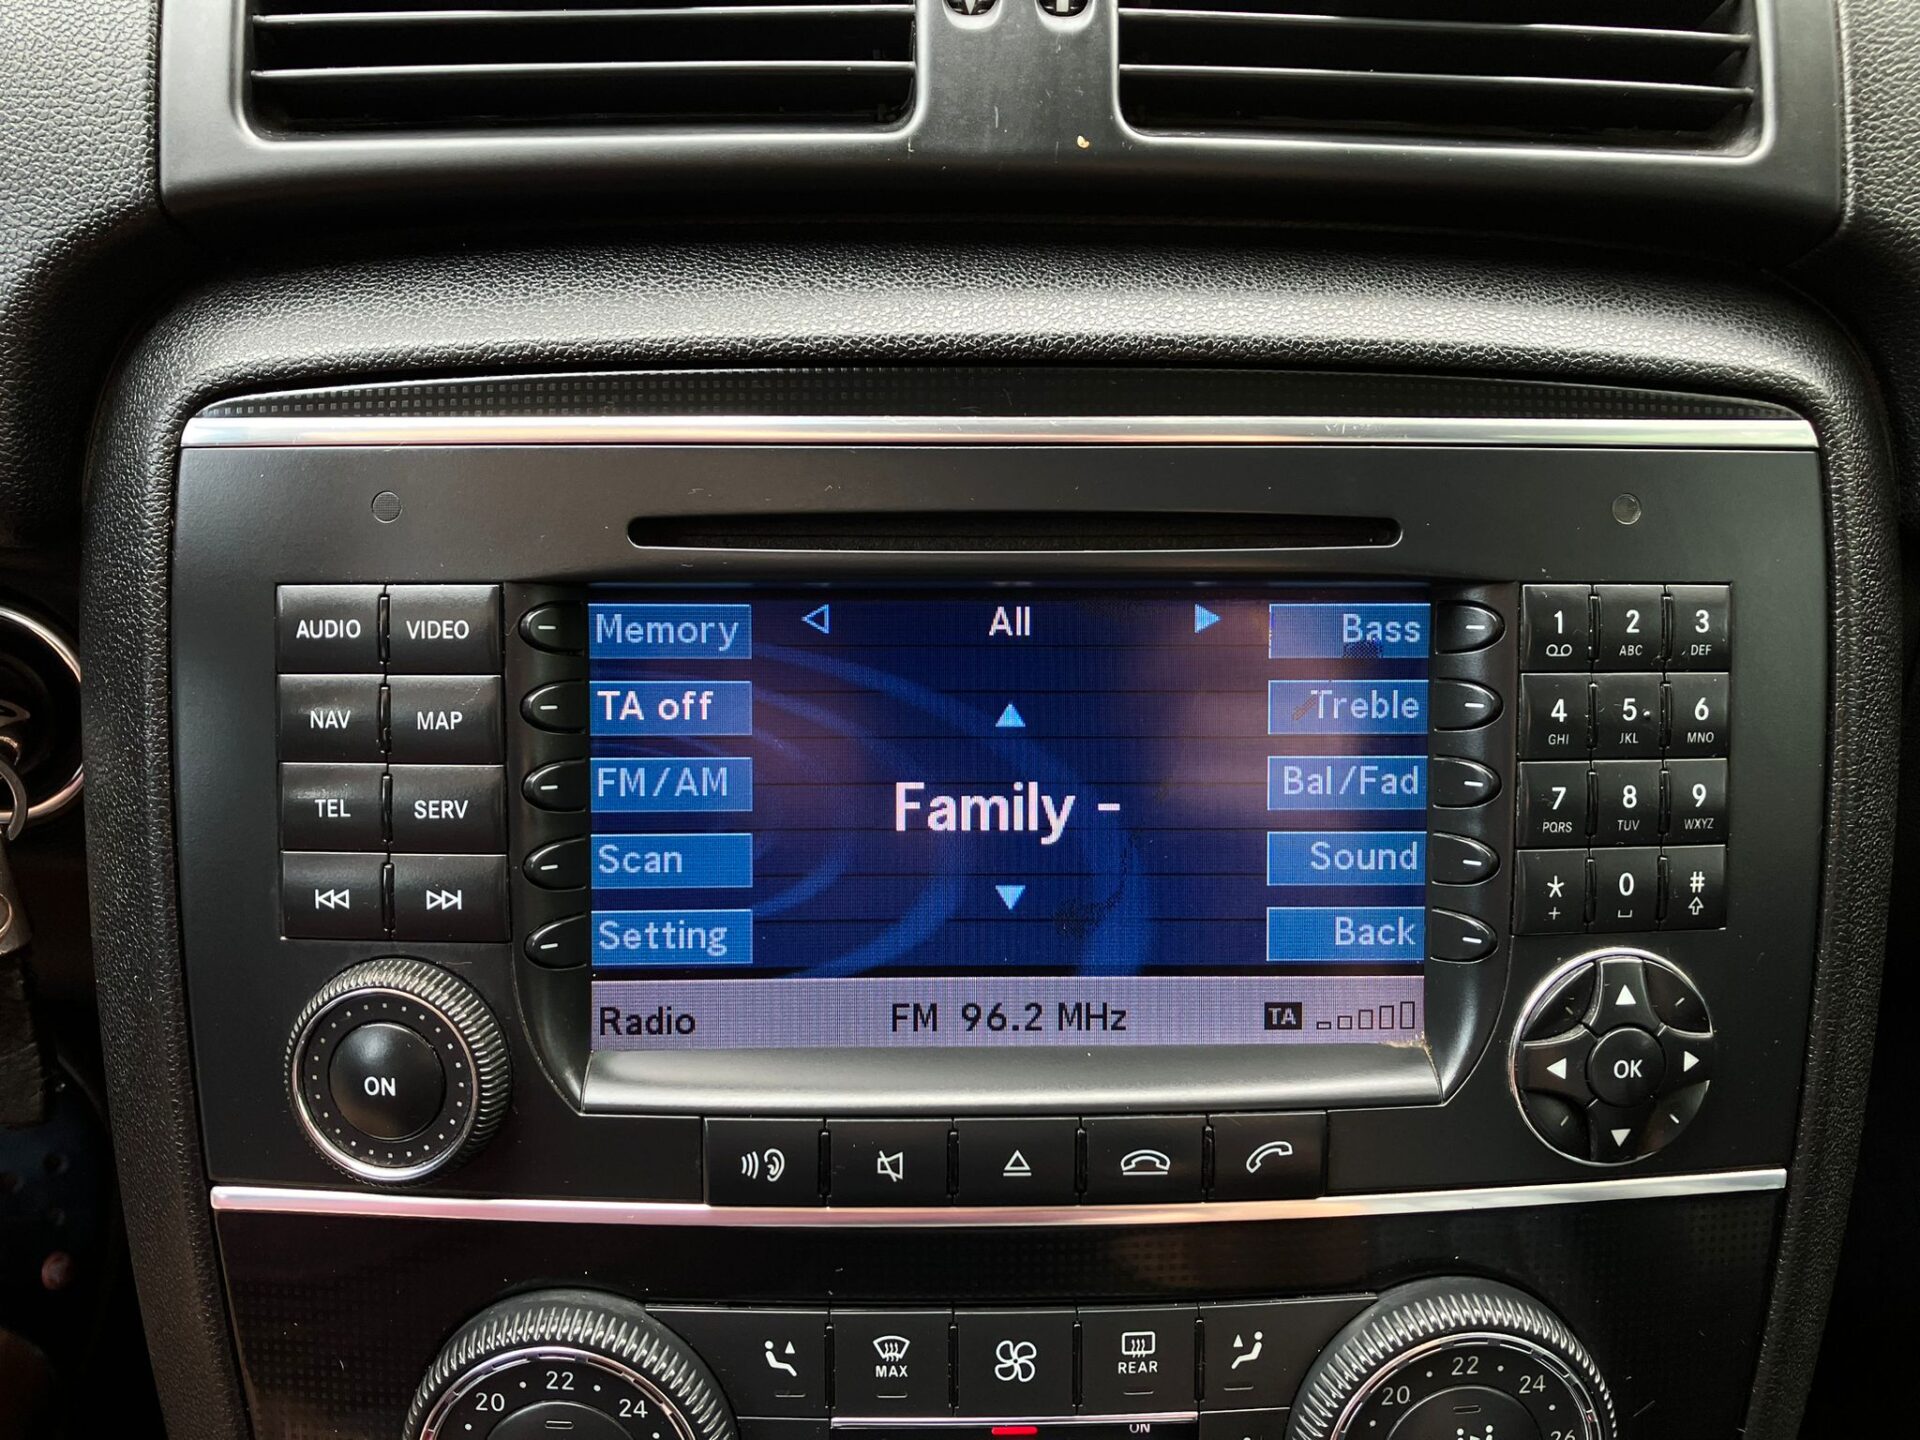 AUDIO VIDEO
NAV MAP
TEL SERV
ON
Memory
TA off
FM/AM
Scan
Setting
All
Family -
Bass
Treble
Bal/Fad
Sound
Back
Radio FM 96.2 MHz TA
1 2 3
ABC DEF
4 5 6
GHI JKL MNO
7 8 9
PQRS TUV WXYZ
* 0 #
+
OK
MAX
REAR
ON
20 22 24
20 22 24 26